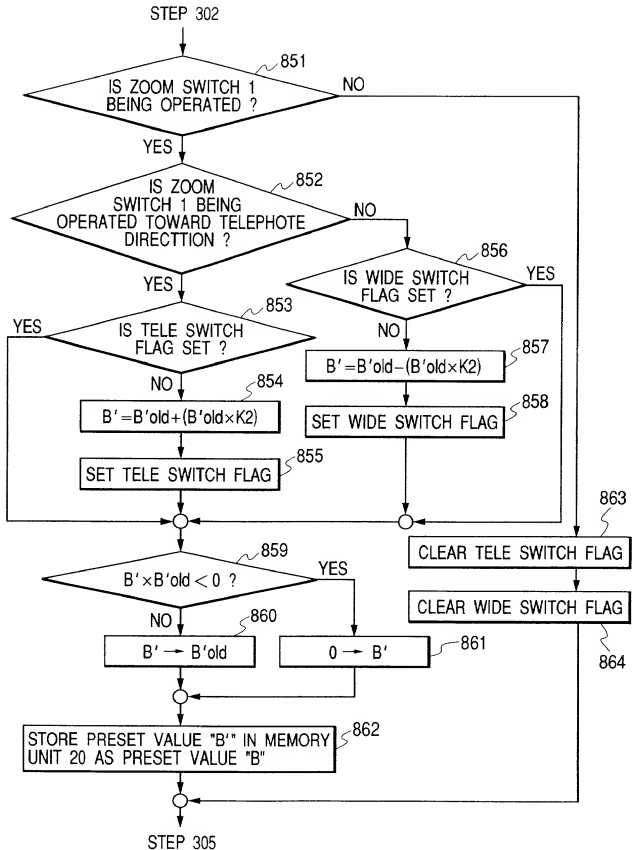 STEP 302
851
IS ZOOM SWITCH 1
BEING OPERATED ?
NO
YES
852
IS ZOOM
SWITCH 1 BEING
OPERATED TOWARD TELEPHOTE
DIRECTTION ?
NO
YES
856
IS WIDE SWITCH
FLAG SET ?
YES
NO
853
IS TELE SWITCH
FLAG SET ?
YES
NO
857
B'=B'old-(B'old×K2)
854
B'=B'old+(B'old×K2)
858
SET WIDE SWITCH FLAG
855
SET TELE SWITCH FLAG
863
CLEAR TELE SWITCH FLAG
859
B'×B'old<0 ?
YES
NO
CLEAR WIDE SWITCH FLAG
864
860
B' → B'old
861
0 → B'
862
STORE PRESET VALUE "B'" IN MEMORY
UNIT 20 AS PRESET VALUE "B"
STEP 305